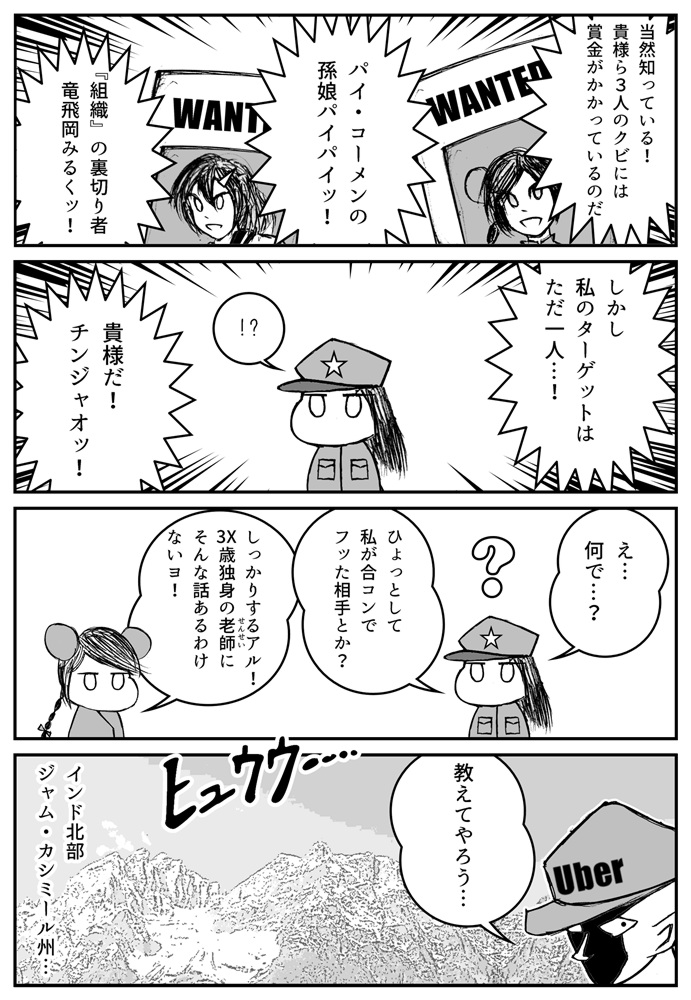 当然知っている！
貴様ら3人のクビには
賞金がかかっているのだ
WANTED
パイ・コーメンの
孫娘パイパイッ！
WANT
『組織』の裏切り者
竜飛岡みるくッ！
しかし
私のターゲットは
ただ一人…！
！？
貴様だ！
チンジャオッ！
え…
何で…？
？
ひょっとして
私が合コンで
フッた相手とか？
しっかりするアル！
3X歳独身の老師に
せんせい
そんな話あるわけ
ないヨ！
教えてやろう…
Uber
ヒュウウー……
インド北部
ジャム・カシミール州…